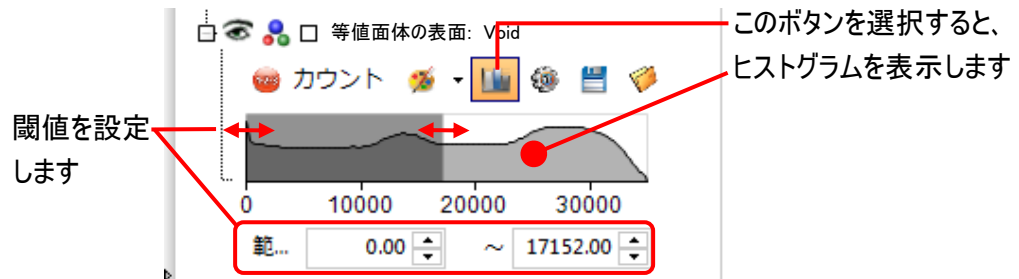 等値面体の表面: Void
このボタンを選択すると、
ヒストグラムを表示します
カウント
閾値を設定
します
0 10000 20000 30000
範... 0.00 ～ 17152.00